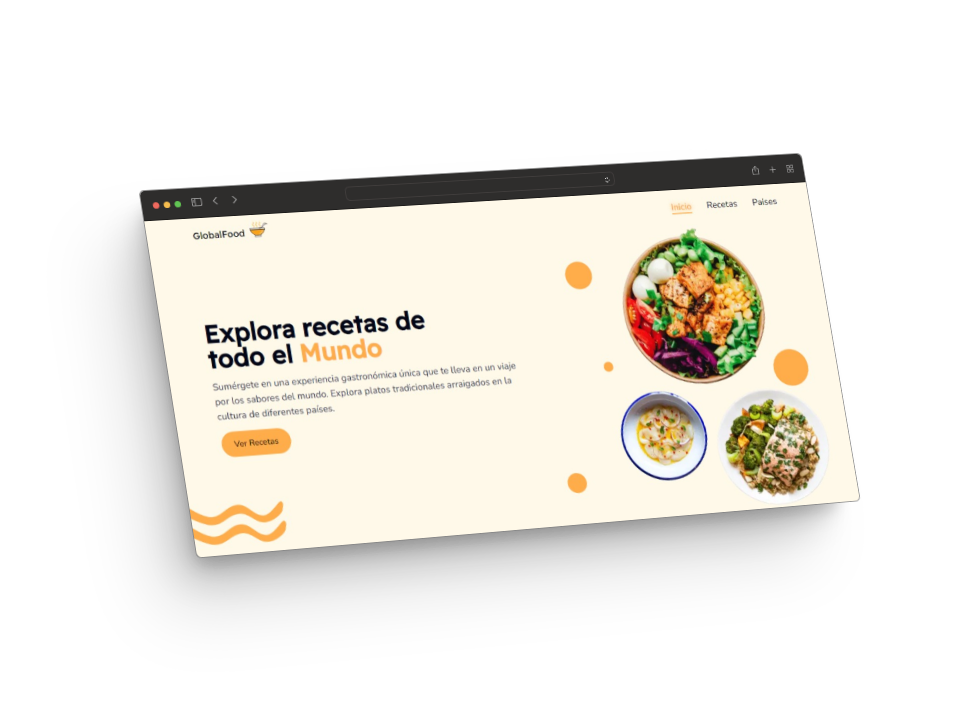 GlobalFood
Inicio Recetas Países
Explora recetas de
todo el Mundo
Sumérgete en una experiencia gastronómica única que te lleva en un viaje
por los sabores del mundo. Explora platos tradicionales arraigados en la
cultura de diferentes países.
Ver Recetas